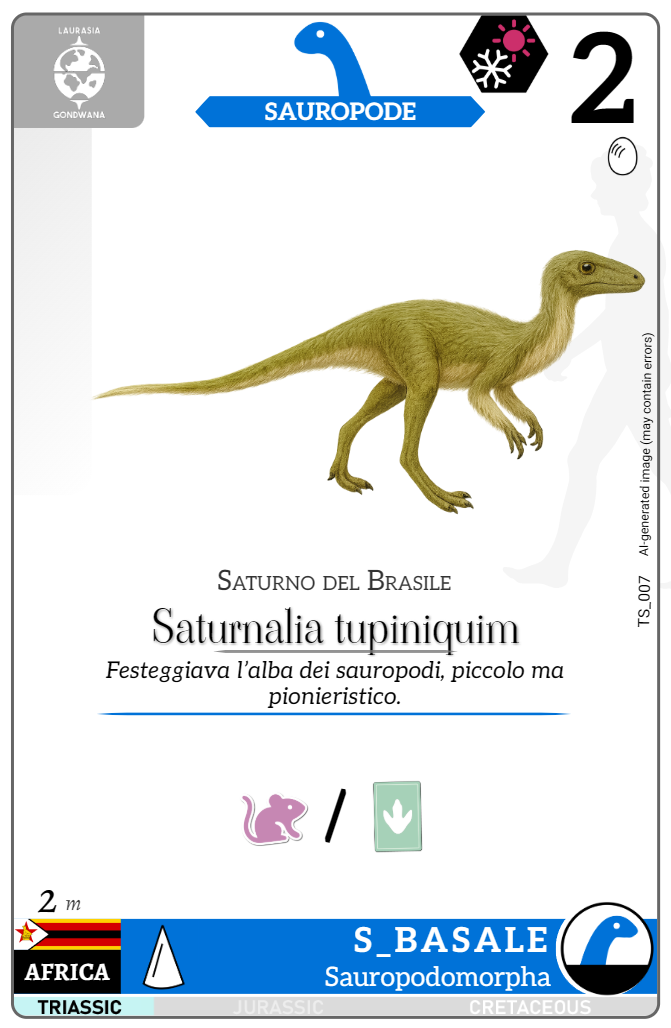 LAURASIA
GONDWANA
SAUROPODE
2
AI-generated image (may contain errors)
TS_007
Saturno del Brasile
Saturnalia tupiniquim
Festeggiava l'alba dei sauropodi, piccolo ma
pionieristico.
/
2 m
AFRICA
S_BASALE
Sauropodomorpha
TRIASSIC JURASSIC CRETACEOUS